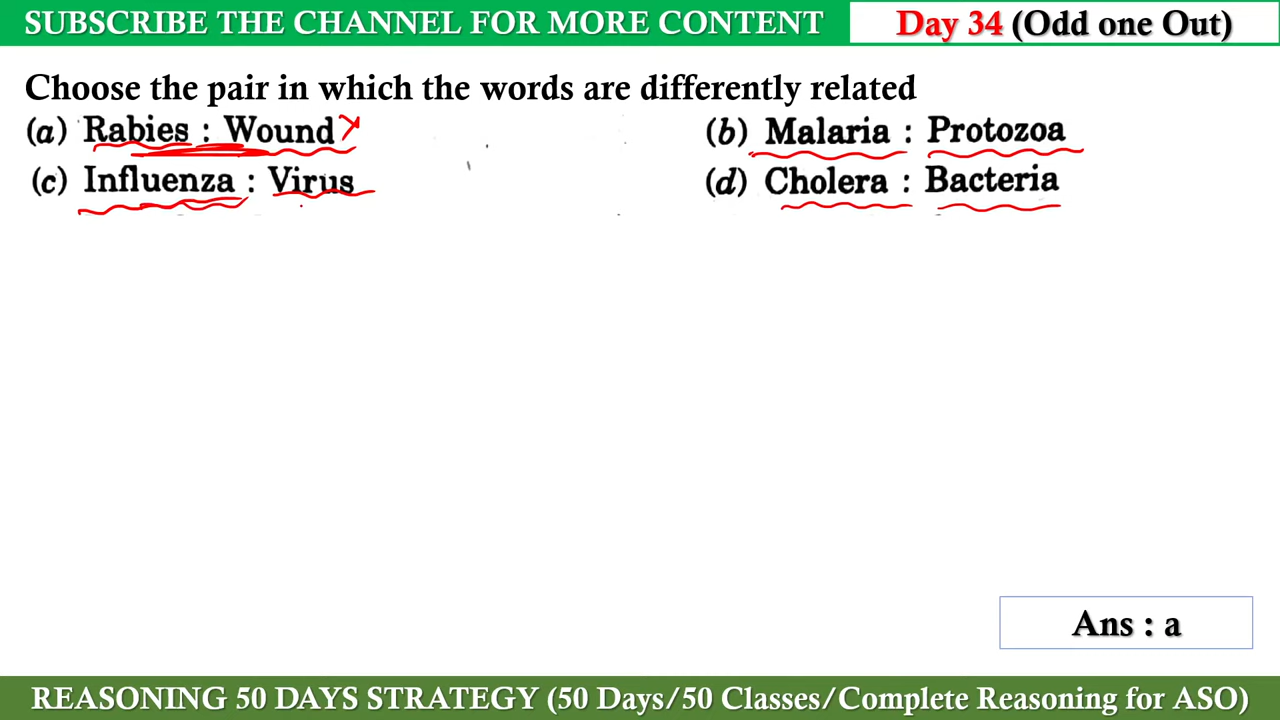 SUBSCRIBE THE CHANNEL FOR MORE CONTENT
Day 34 (Odd one Out)
Choose the pair in which the words are differently related
(a) Rabies : Wound
(b) Malaria : Protozoa
(c) Influenza : Virus
(d) Cholera : Bacteria
Ans : a
REASONING 50 DAYS STRATEGY (50 Days/50 Classes/Complete Reasoning for ASO)